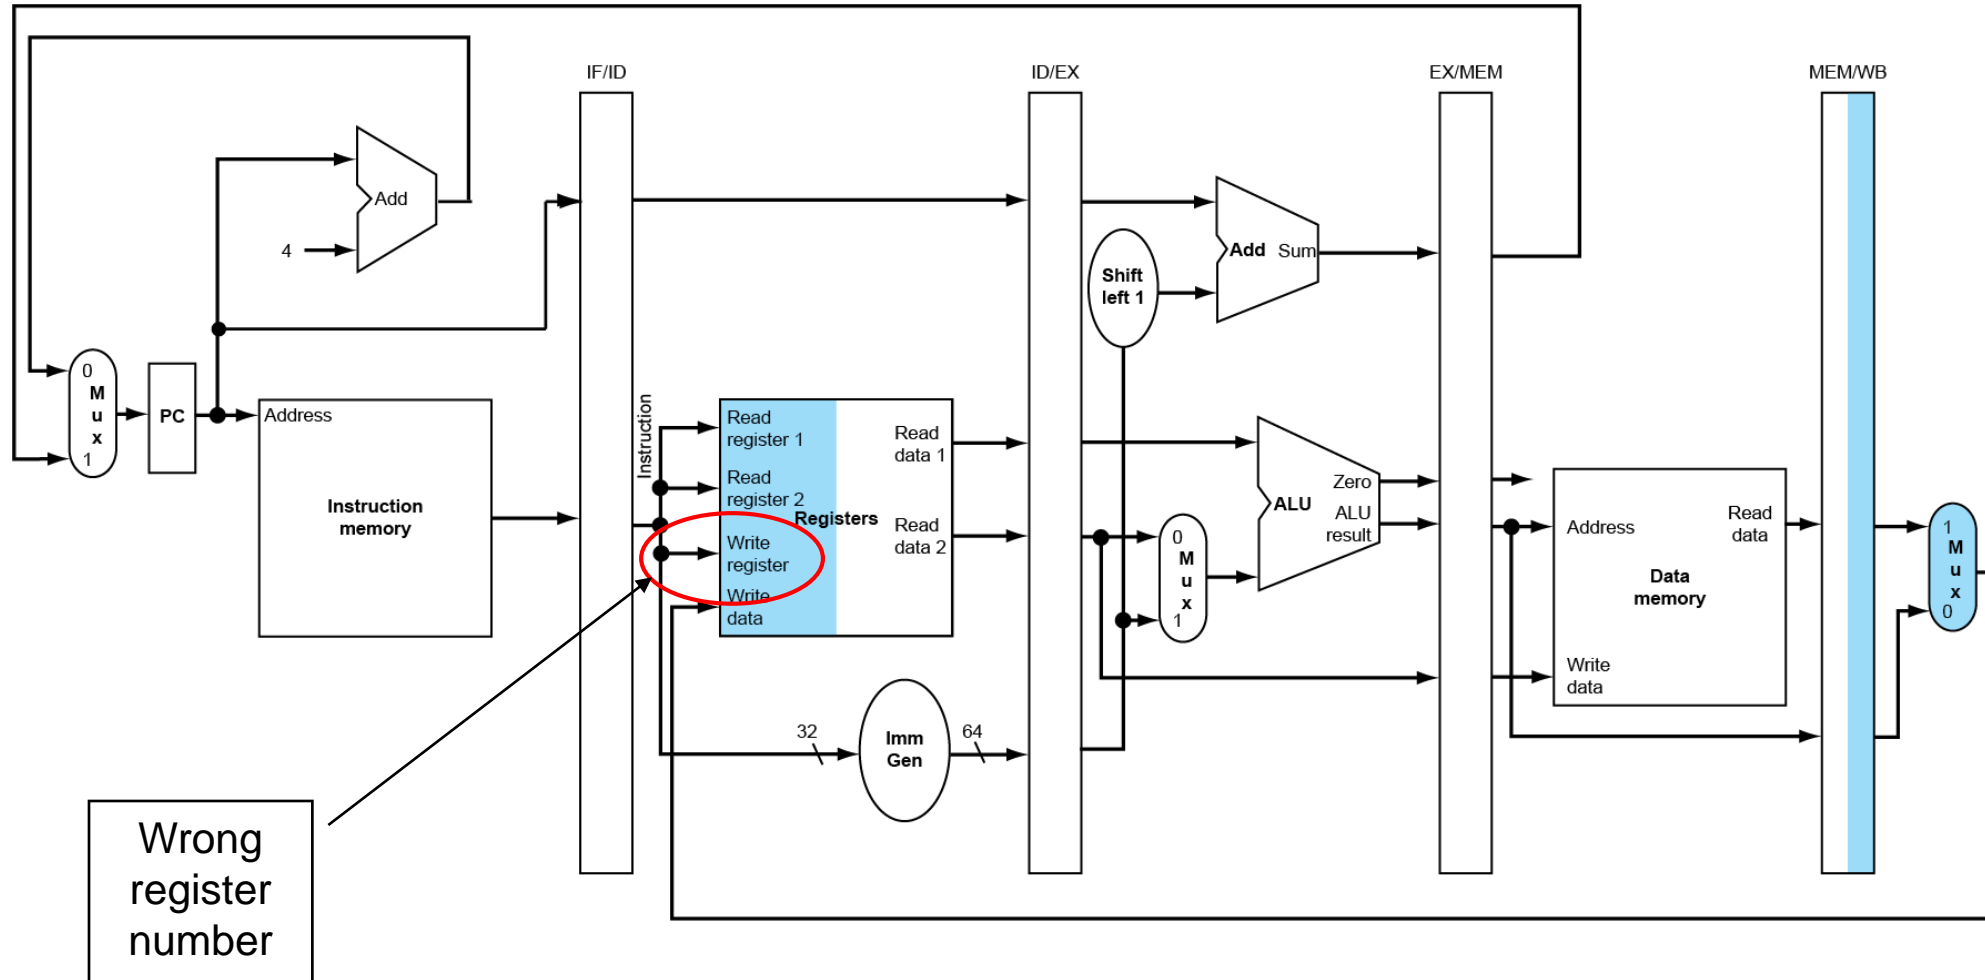 IF/ID
ID/EX
EX/MEM
MEM/WB
Add
4
Add Sum
Shift
left 1
0
M
u
x
1
PC
Address
Instruction
memory
Instruction
Read
register 1
Read
register 2
Registers
Write
register
Write
data
Read
data 1
Read
data 2
0
M
u
x
1
Zero
ALU
ALU
result
Address
Read
data
Data
memory
Write
data
1
M
u
x
0
32
Imm
Gen
64
Wrong
register
number